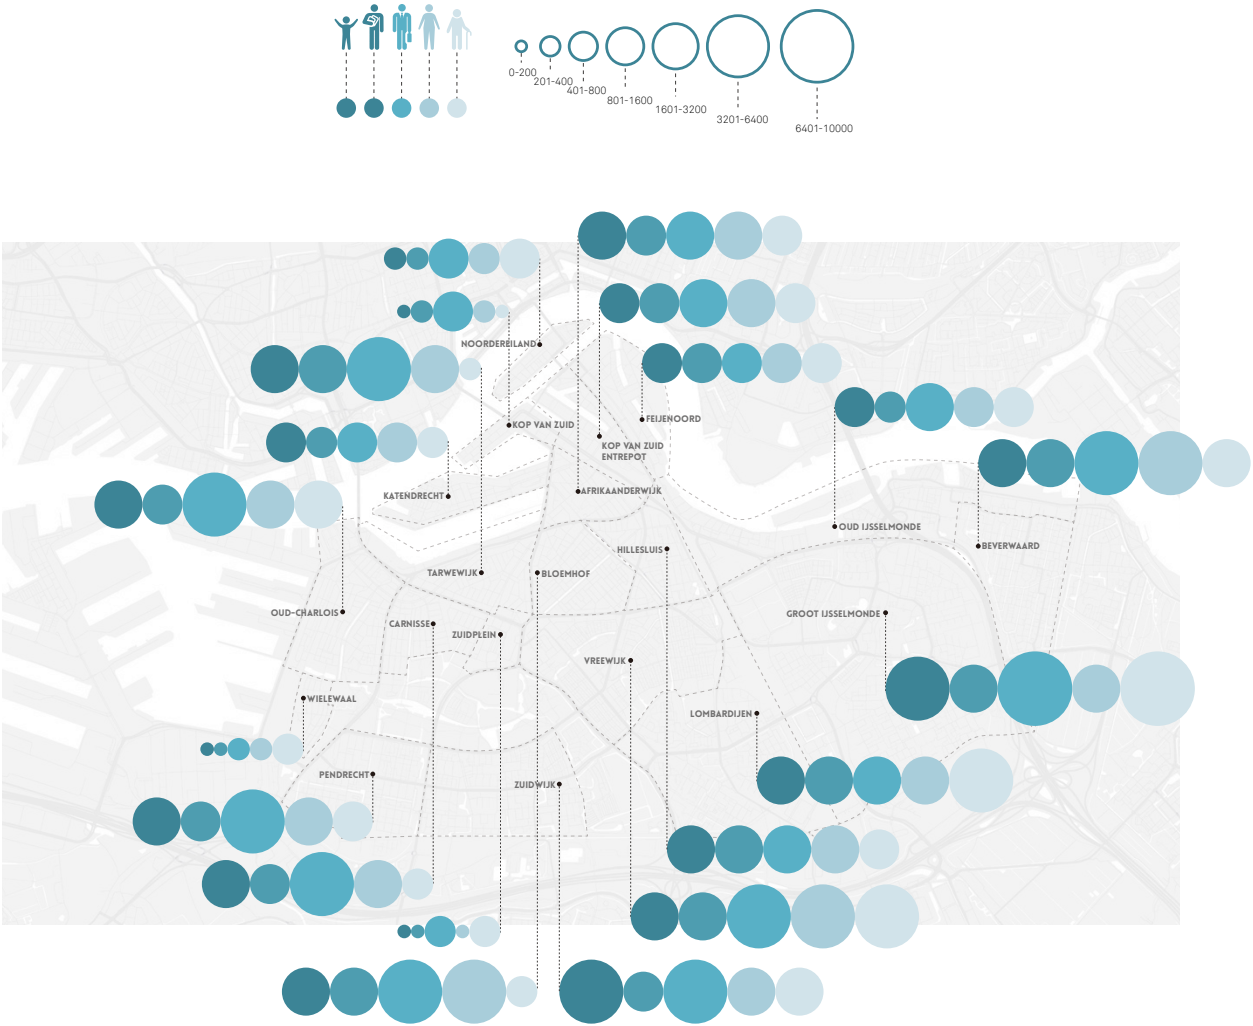 0-200
201-400
401-800
801-1600
1601-3200
3201-6400
6401-10000
NOORDEREILAND
KOP VAN ZUID
FEIJENOORD
KOP VAN ZUID
ENTREPOT
KATENDRECHT
AFRIKAANDERWIJK
OUD IJSSELMONDE
BEVERWAARD
HILLESLUIS
TARWEWIJK
BLOEMHOF
OUD-CHARLOIS
CARNISSE
ZUIDPLEIN
GROOT IJSSELMONDE
VREEWIJK
WIELEWAAL
LOMBARDIJEN
PENDRECHT
ZUIDWIJK